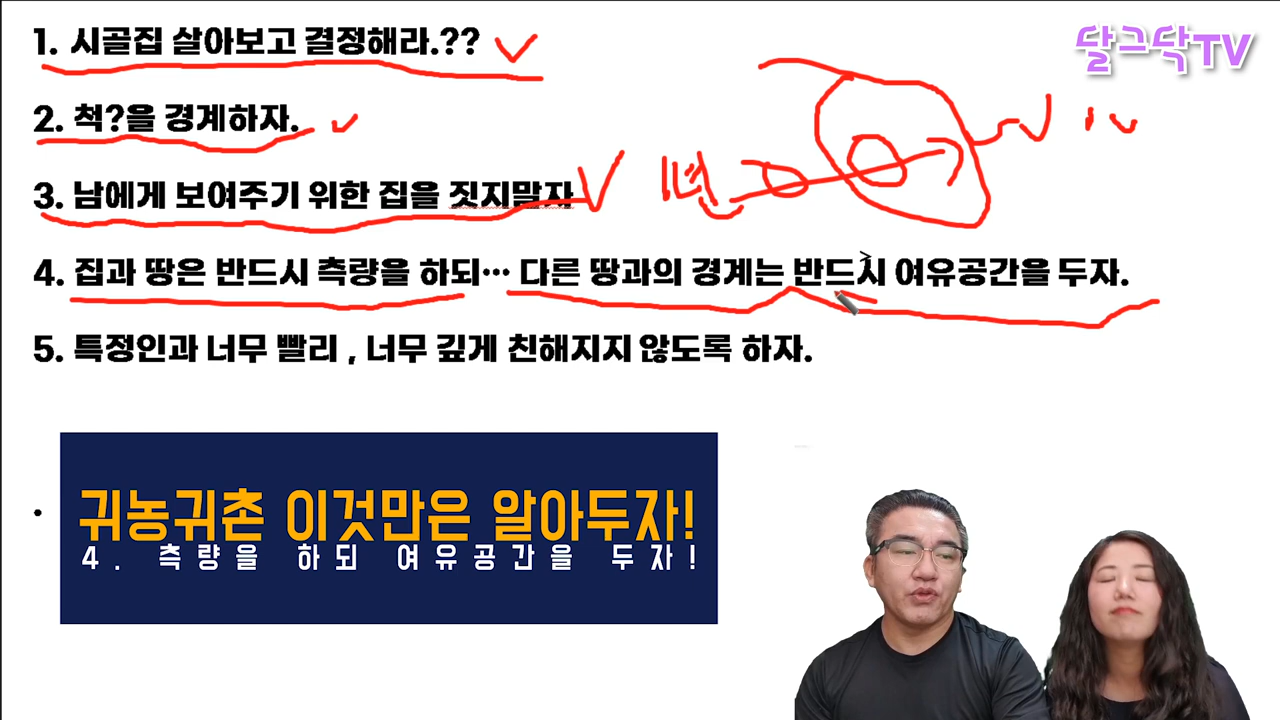 1. 시골집 살아보고 결정해라.??
달그닥TV
2. 척?을 경계하자.
3. 남에게 보여주기 위한 집을 짓지말자
1년
4. 집과 땅은 반드시 측량을 하되… 다른 땅과의 경계는 반드시 여유공간을 두자.
5. 특정인과 너무 빨리 , 너무 깊게 친해지지 않도록 하자.
귀농귀촌 이것만은 알아두자!
4. 측량을 하되 여유공간을 두자!